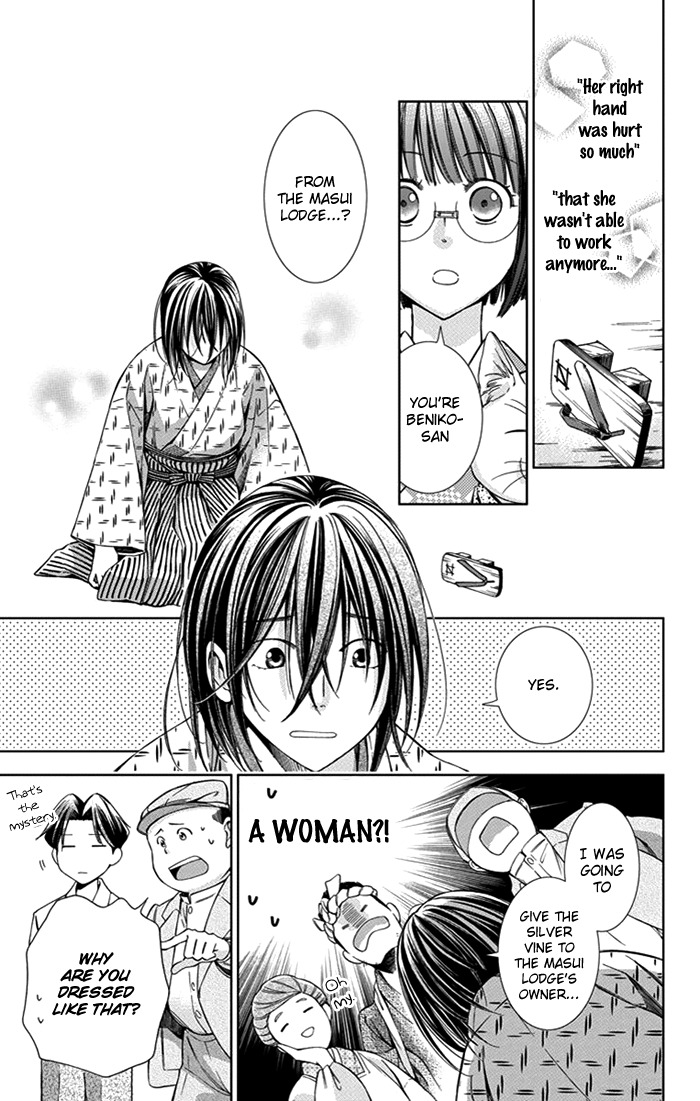 "Her right
hand
was hurt
so much"
"that she
wasn't able
to work
anymore..."
YOU'RE
BENIKO-
SAN
FROM
THE MASUI
LODGE...?
YES.
I WAS
GOING
TO
GIVE THE
SILVER
VINE TO
THE MASUI
LODGE'S
OWNER...
A WOMAN?!
Oh
my.
WHY
ARE YOU
DRESSED
LIKE THAT?
That's
the
mystery.